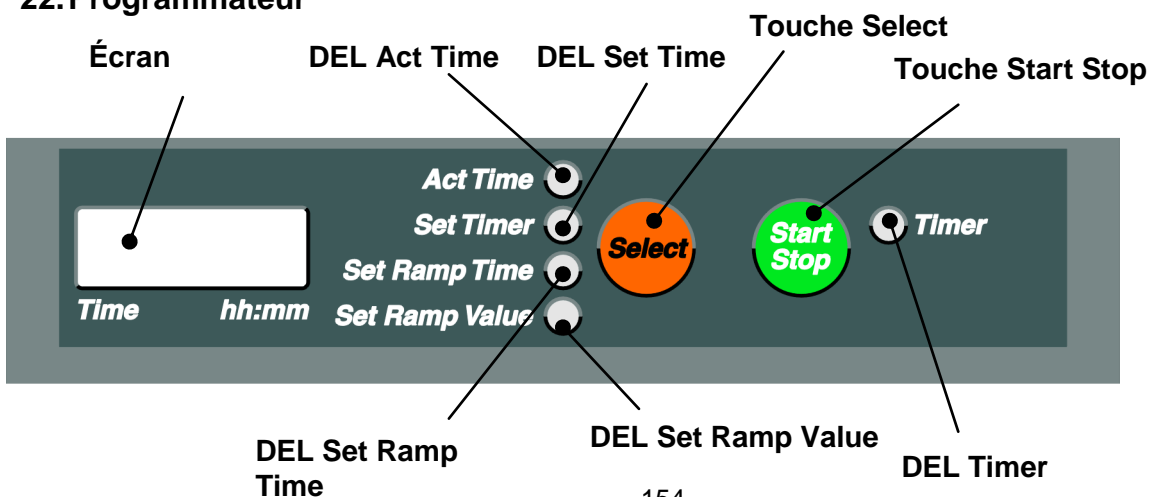 22.Programmateur
Touche Select
Écran
DEL Act Time
DEL Set Time
Touche Start Stop
Act Time
Set Timer
Set Ramp Time
Set Ramp Value
Select
Start
Stop
Timer
Time
hh:mm
DEL Set Ramp
Time
DEL Set Ramp Value
DEL Timer
154